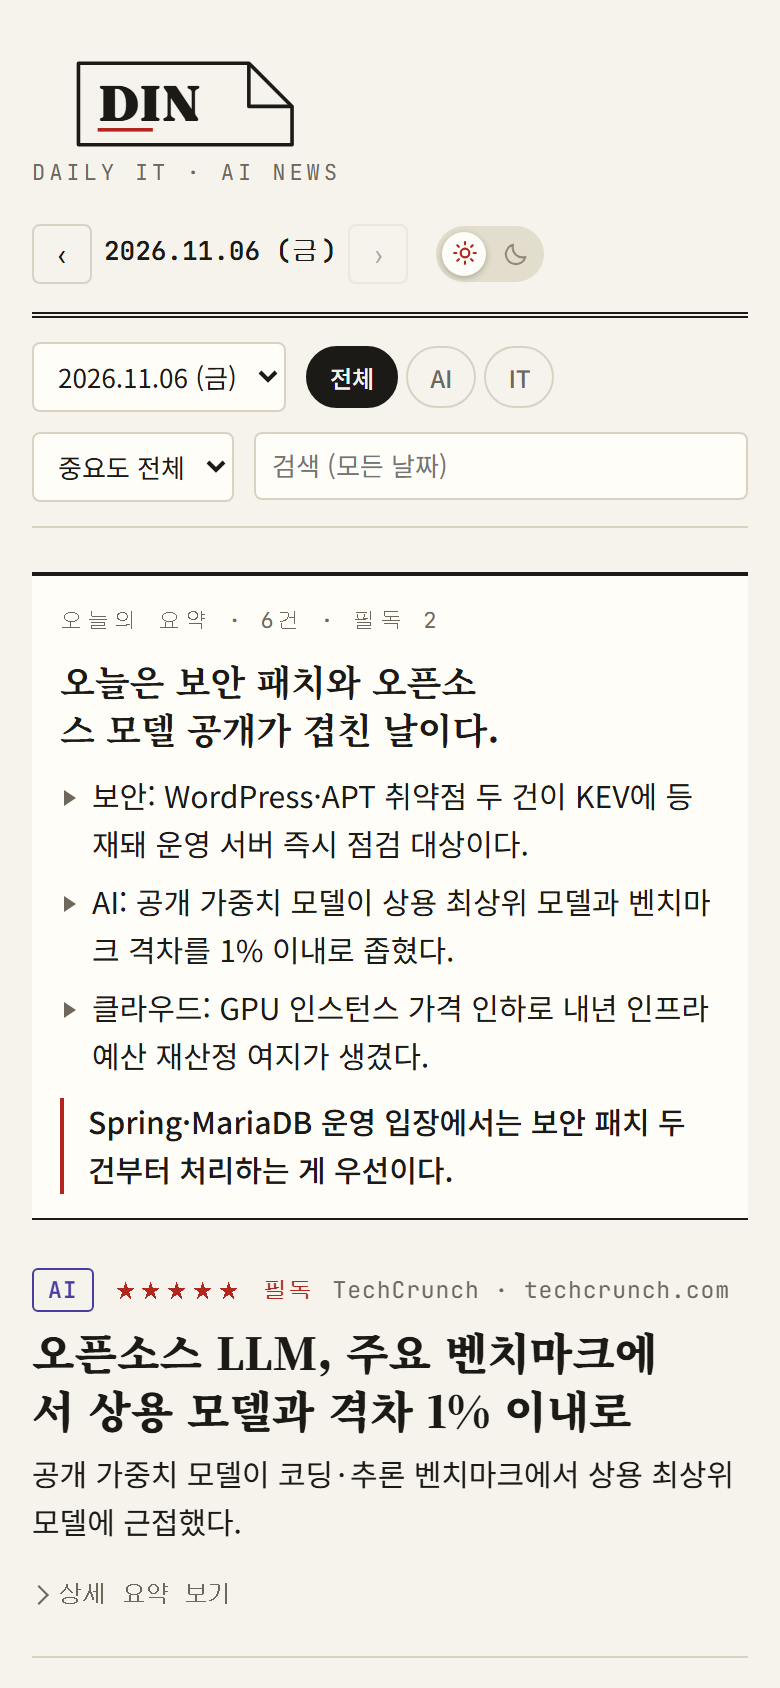 DIN
DAILY IT · AI NEWS
‹ 2026.11.06 (금) ›
2026.11.06 (금) 전체 AI IT
중요도 전체 검색 (모든 날짜)
오늘의 요약 · 6건 · 필독 2
오늘은 보안 패치와 오픈소
스 모델 공개가 겹친 날이다.
▶ 보안: WordPress·APT 취약점 두 건이 KEV에 등
재돼 운영 서버 즉시 점검 대상이다.
▶ AI: 공개 가중치 모델이 상용 최상위 모델과 벤치마
크 격차를 1% 이내로 좁혔다.
▶ 클라우드: GPU 인스턴스 가격 인하로 내년 인프라
예산 재산정 여지가 생겼다.
Spring·MariaDB 운영 입장에서는 보안 패치 두
건부터 처리하는 게 우선이다.
AI ★★★★★ 필독 TechCrunch · techcrunch.com
오픈소스 LLM, 주요 벤치마크에
서 상용 모델과 격차 1% 이내로
공개 가중치 모델이 코딩·추론 벤치마크에서 상용 최상위
모델에 근접했다.
상세 요약 보기